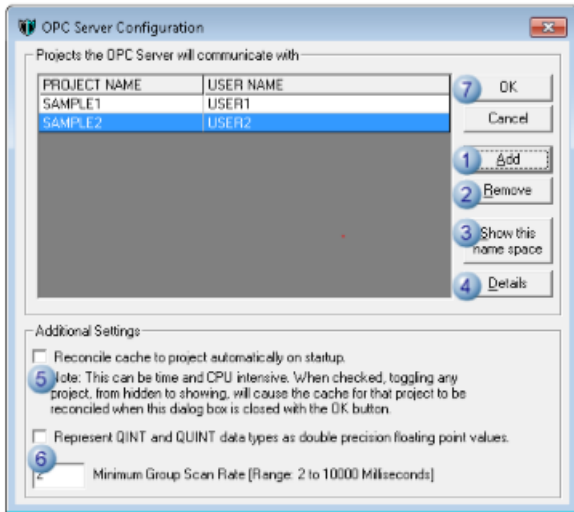 OPC Server Configuration
Projects the OPC Server will communicate with
PROJECT NAME USER NAME
SAMPLE1 USER1
SAMPLE2 USER2
7 OK
Cancel
1 Add
2 Remove
3 Show this
name space
4 Details
Additional Settings
Reconcile cache to project automatically on startup.
5 Note: This can be time and CPU intensive. When checked, toggling any
project, from hidden to showing, will cause the cache for that project to be
reconciled when this dialog box is closed with the OK button.
Represent QINT and QUINT data types as double precision floating point values.
6
2 Minimum Group Scan Rate [Range: 2 to 10000 Milliseconds]